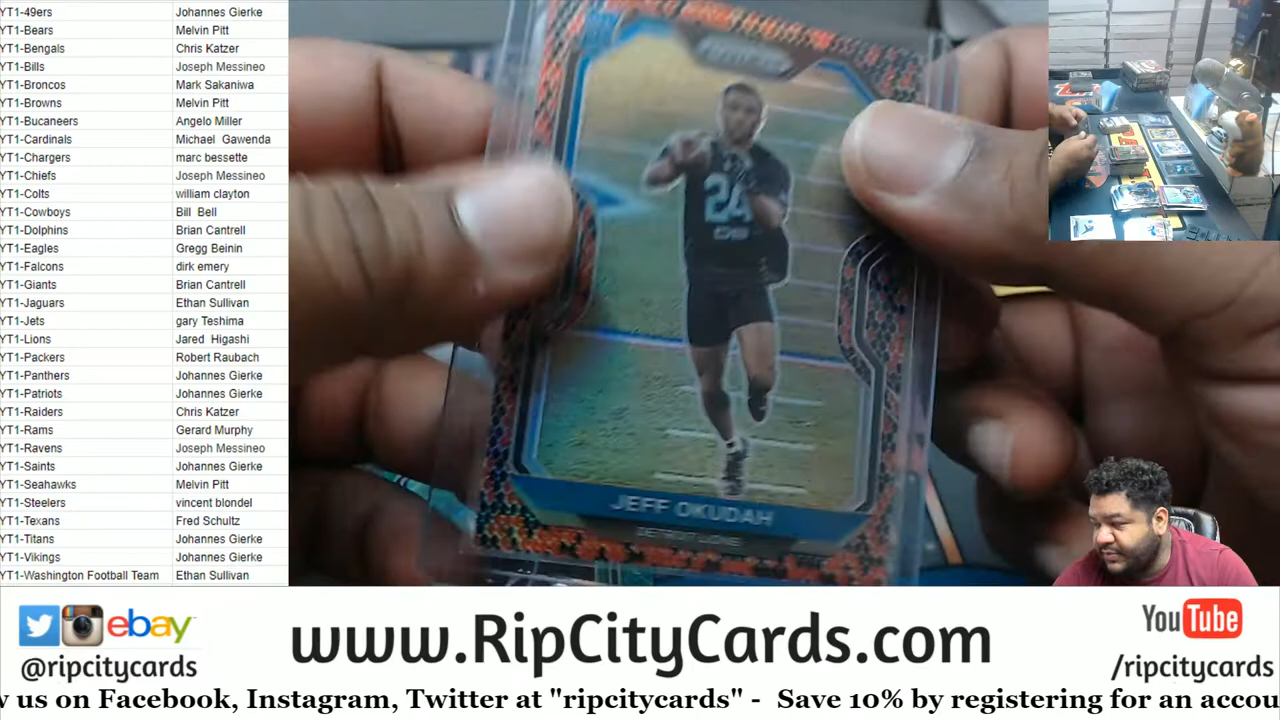 YT1-49ers Johannes Gierke
YT1-Bears Melvin Pitt
YT1-Bengals Chris Katzer
YT1-Bills Joseph Messineo
YT1-Broncos Mark Sakaniwa
YT1-Browns Melvin Pitt
YT1-Bucaneers Angelo Miller
YT1-Cardinals Michael Gawenda
YT1-Chargers marc bessette
YT1-Chiefs Joseph Messineo
YT1-Colts william clayton
YT1-Cowboys Bill Bell
YT1-Dolphins Brian Cantrell
YT1-Eagles Gregg Beinin
YT1-Falcons dirk emery
YT1-Giants Brian Cantrell
YT1-Jaguars Ethan Sullivan
YT1-Jets gary Teshima
YT1-Lions Jared Higashi
YT1-Packers Robert Raubach
YT1-Panthers Johannes Gierke
YT1-Patriots Johannes Gierke
YT1-Raiders Chris Katzer
YT1-Rams Gerard Murphy
YT1-Ravens Joseph Messineo
YT1-Saints Johannes Gierke
YT1-Seahawks Melvin Pitt
YT1-Steelers vincent blondel
YT1-Texans Fred Schultz
YT1-Titans Johannes Gierke
YT1-Vikings Johannes Gierke
YT1-Washington Football Team Ethan Sullivan
24
JEFF OKUDAH
DETROIT LIONS
ebay
@ripcitycards
www.RipCityCards.com
YouTube
/ripcitycards
w us on Facebook, Instagram, Twitter at "ripcitycards" - Save 10% by registering for an accou